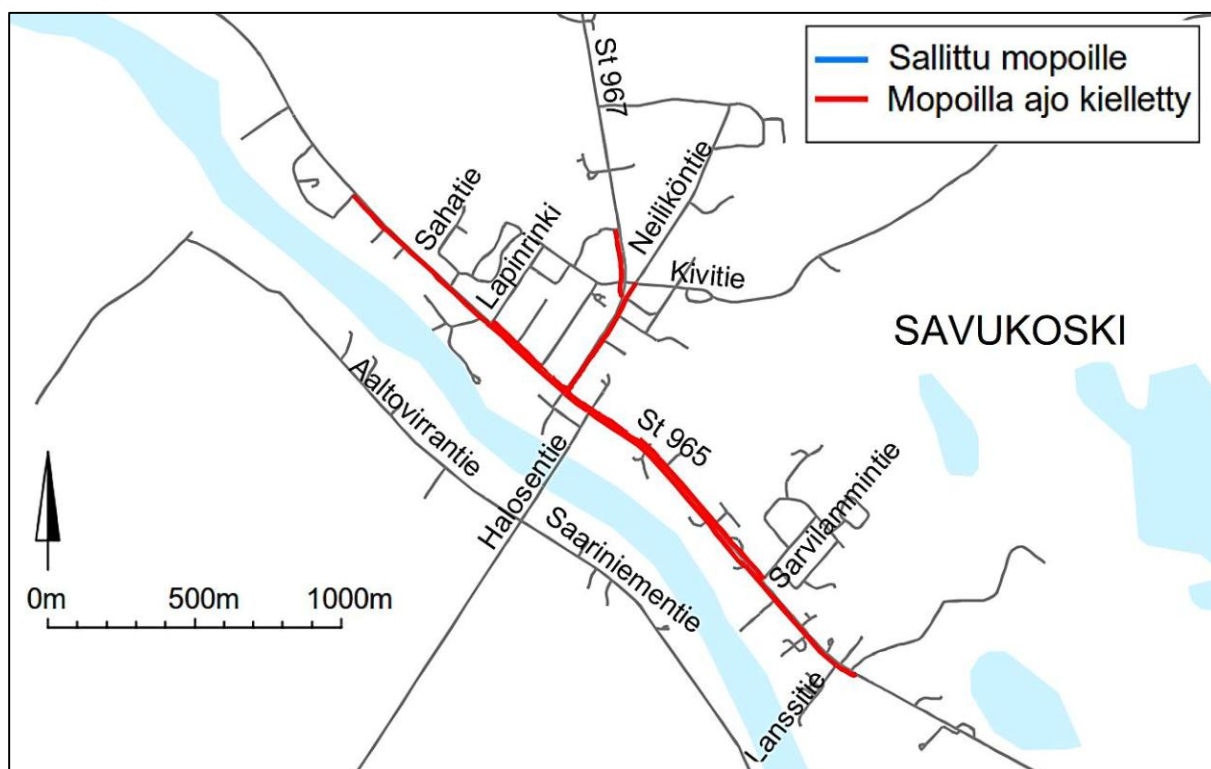 Sallittu mopoille
Mopoilla ajo kielletty
St 967
Neiliköntie
Sahatie
Lapinrinki
Kivitie
SAVUKOSKI
Aaltovirrantie
St 965
Halosentie
Sarvilammintie
Saariniementie
0m 500m 1000m
Lanssitie